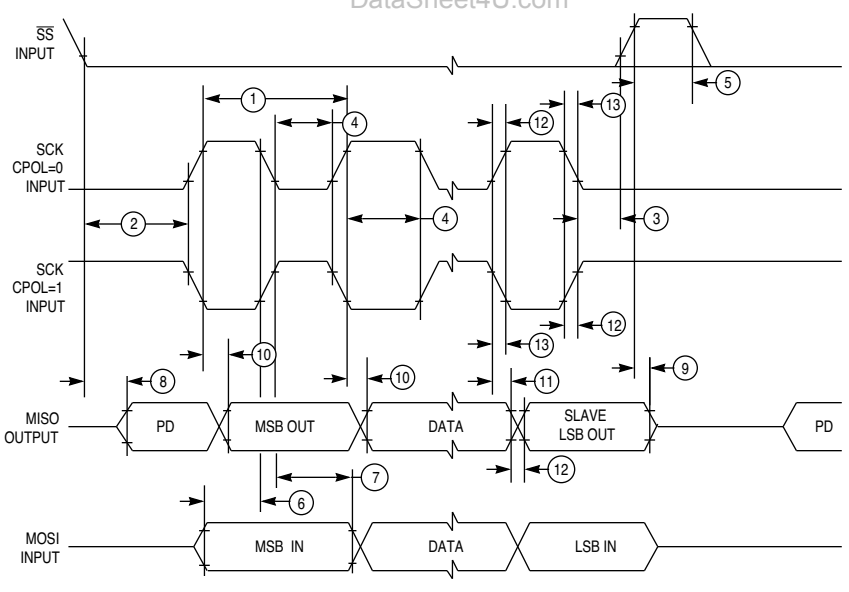 DataSheet4U.com
SS
INPUT
5
1
4
12
13
SCK
CPOL=0
INPUT
2
4
3
SCK
CPOL=1
INPUT
12
13
10
10
11
9
8
MISO
OUTPUT
PD
MSB OUT
DATA
SLAVE
LSB OUT
PD
12
7
6
MOSI
INPUT
MSB IN
DATA
LSB IN